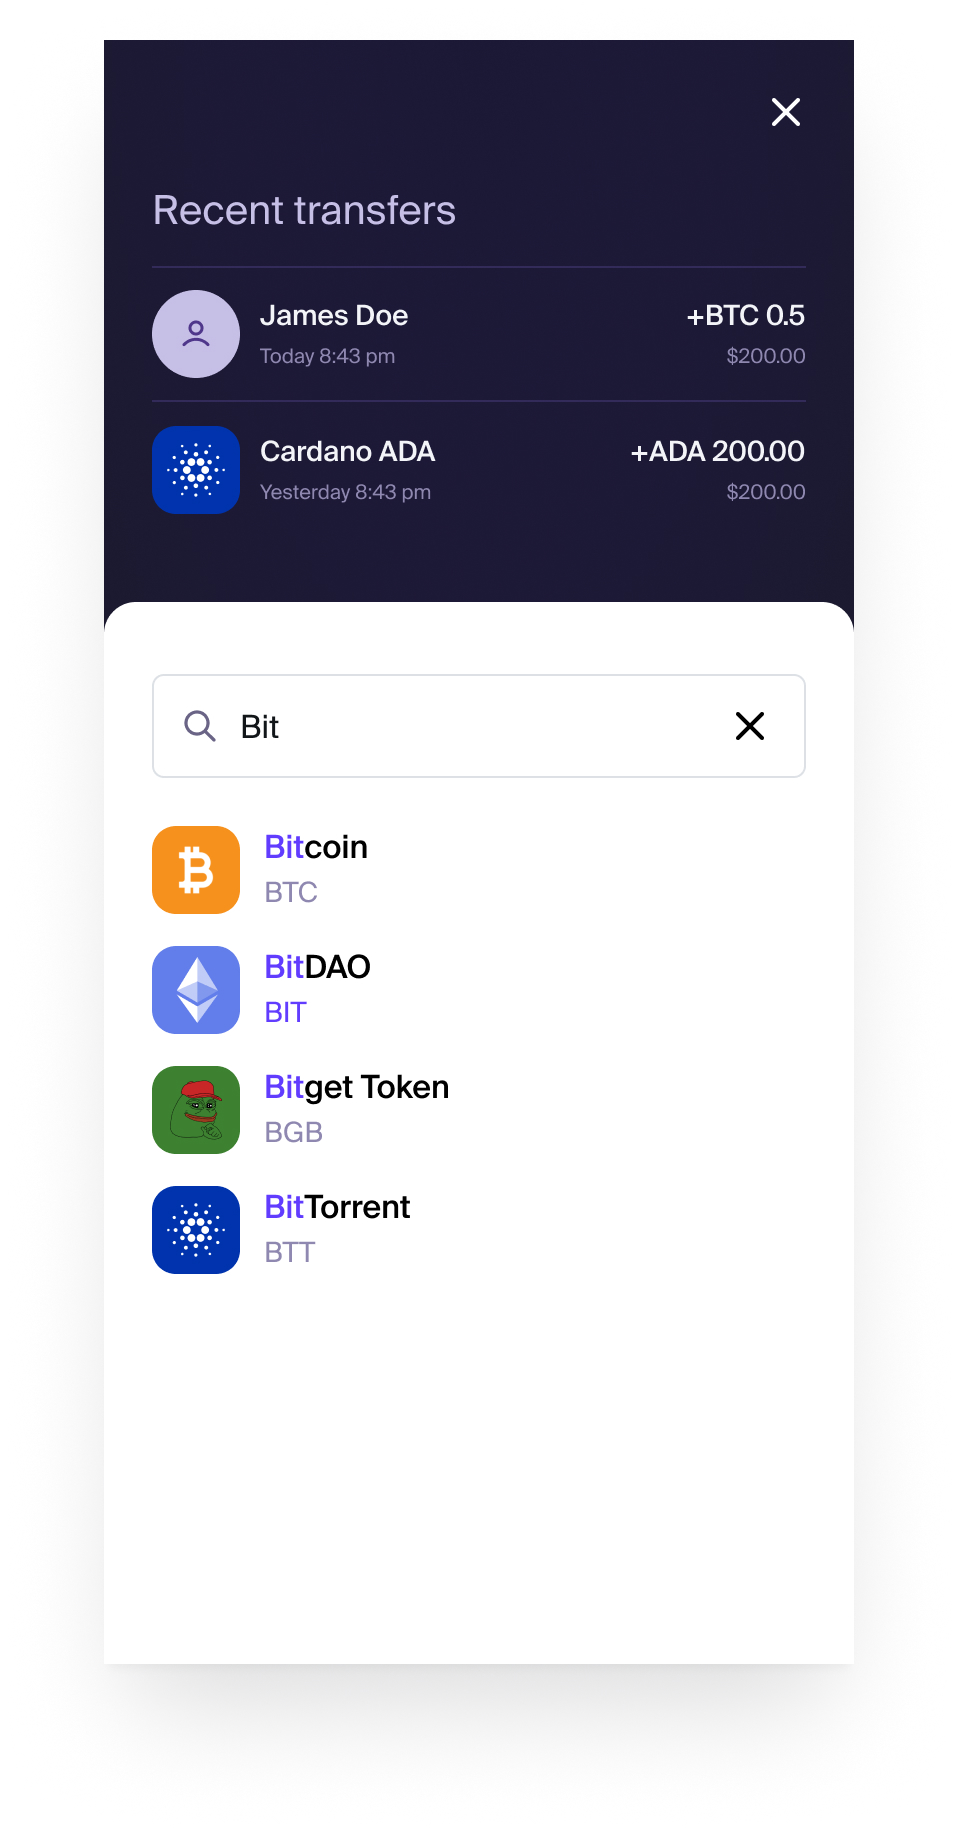 Recent transfers
James Doe
+BTC 0.5
Today 8:43 pm
$200.00
Cardano ADA
+ADA 200.00
Yesterday 8:43 pm
$200.00
Bit
Bitcoin
BTC
BitDAO
BIT
Bitget Token
BGB
BitTorrent
BTT